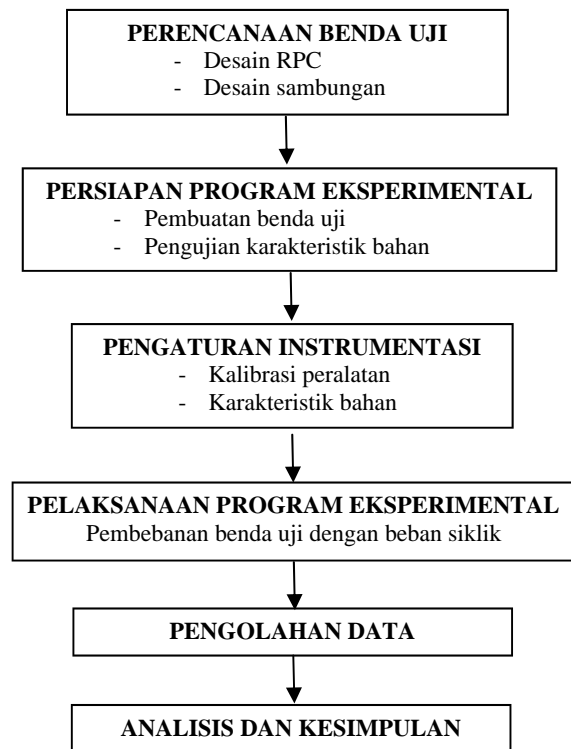 PERENCANAAN BENDA UJI
- Desain RPC
- Desain sambungan
PERSIAPAN PROGRAM EKSPERIMENTAL
- Pembuatan benda uji
- Pengujian karakteristik bahan
PENGATURAN INSTRUMENTASI
- Kalibrasi peralatan
- Karakteristik bahan
PELAKSANAAN PROGRAM EKSPERIMENTAL
Pembebanan benda uji dengan beban siklik
PENGOLAHAN DATA
ANALISIS DAN KESIMPULAN